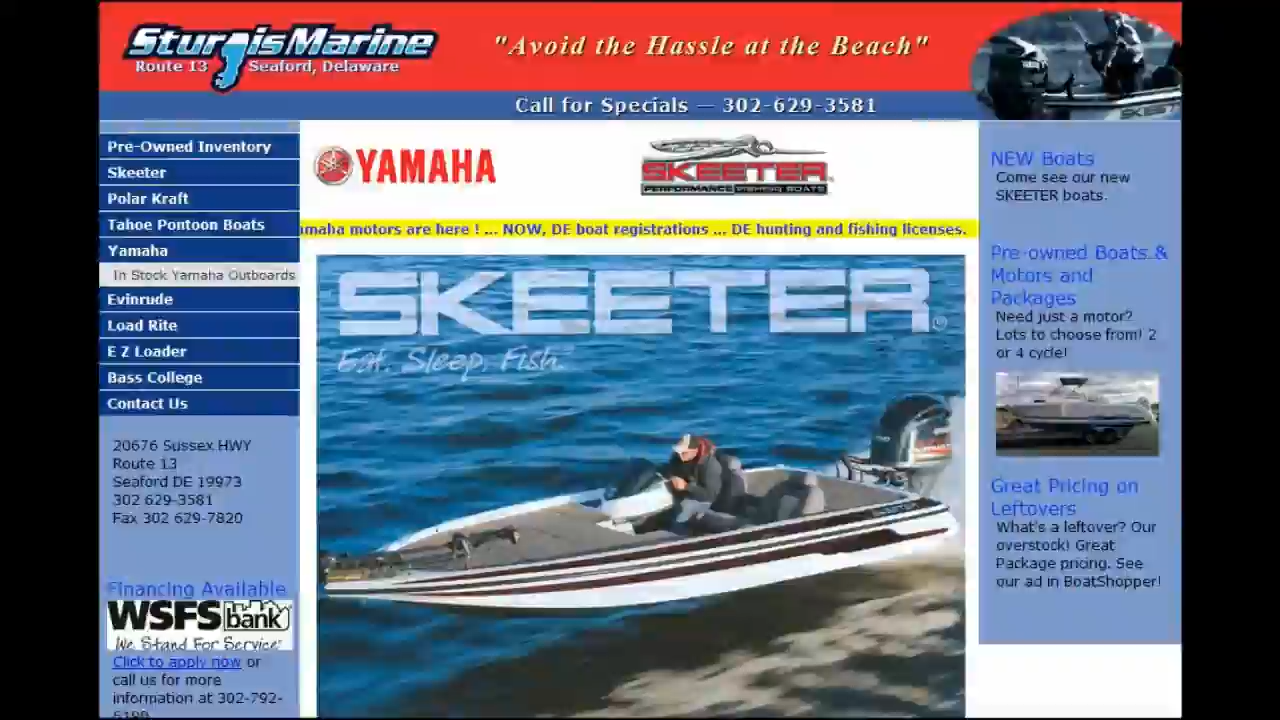 Sturgis Marine
Route 13 Seaford, Delaware
"Avoid the Hassle at the Beach"
Call for Specials — 302-629-3581
Pre-Owned Inventory
Skeeter
Polar Kraft
Tahoe Pontoon Boats
Yamaha
In Stock Yamaha Outboards
Evinrude
Load Rite
E Z Loader
Bass College
Contact Us
20676 Sussex HWY
Route 13
Seaford DE 19973
302 629-3581
Fax 302 629-7820
Financing Available
WSFS bank
We Stand For Service
Click to apply now or
call us for more
information at 302-792-
YAMAHA
SKEETER
PERFORMANCE FISHING BOATS
amaha motors are here ! ... NOW, DE boat registrations ... DE hunting and fishing licenses.
SKEETER®
Eat. Sleep. Fish.
NEW Boats
Come see our new
SKEETER boats.
Pre-owned Boats &
Motors and
Packages
Need just a motor?
Lots to choose from! 2
or 4 cycle!
Great Pricing on
Leftovers
What's a leftover? Our
overstock! Great
Package pricing. See
our ad in BoatShopper!